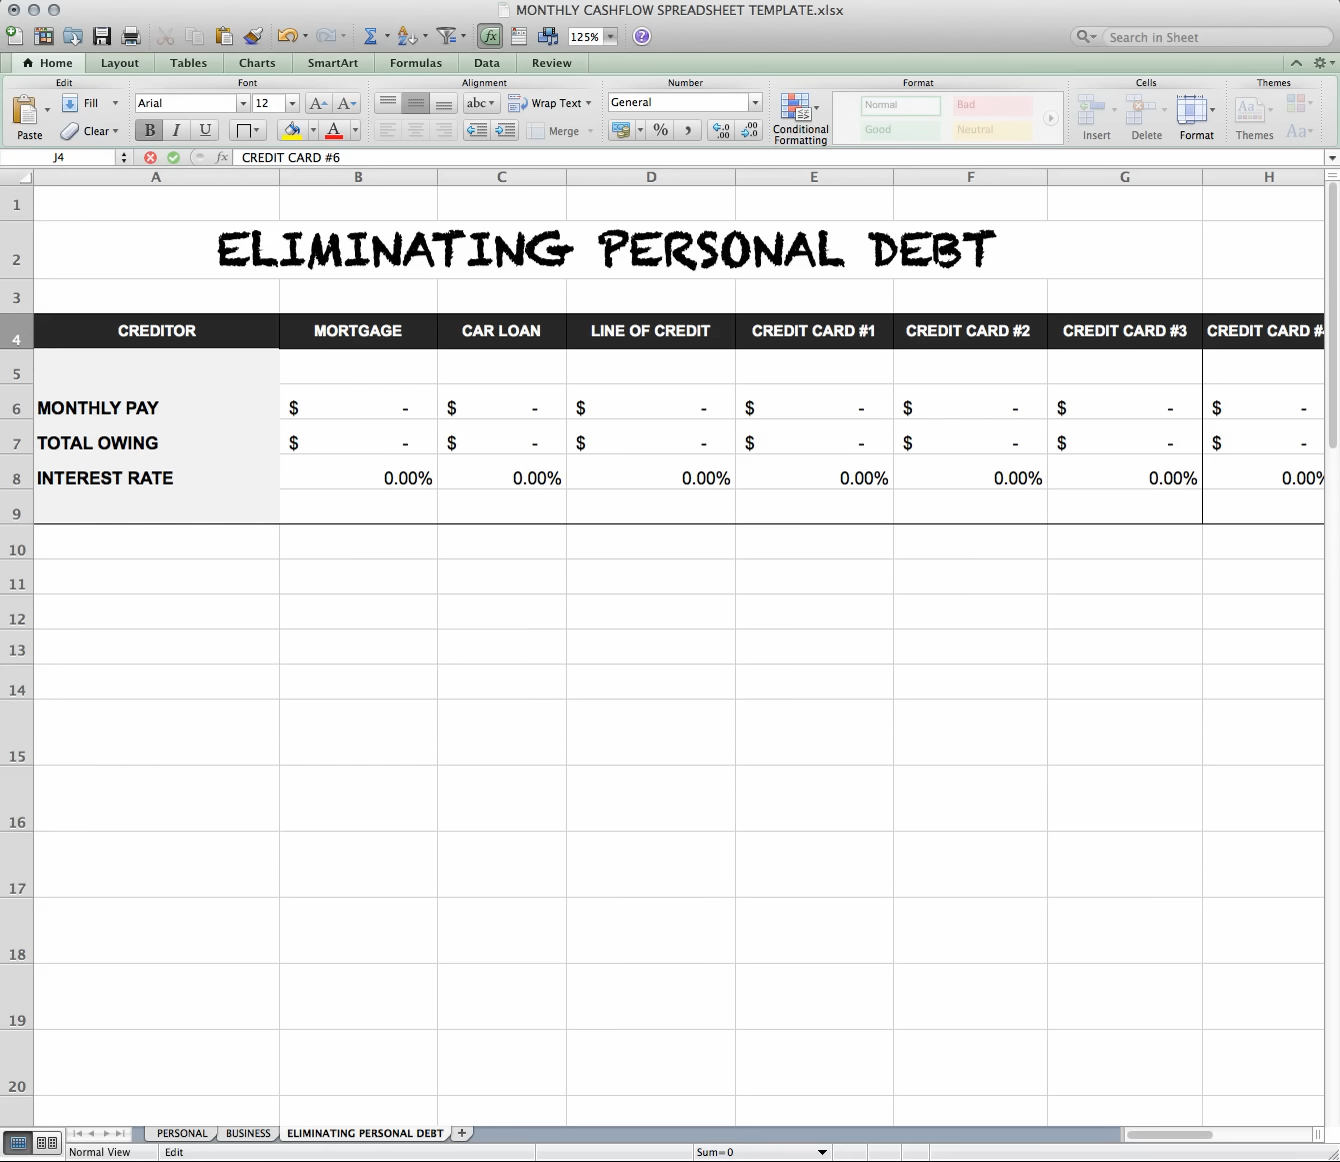 MONTHLY CASHFLOW SPREADSHEET TEMPLATE.xlsx
125%
Search in Sheet
Home Layout Tables Charts SmartArt Formulas Data Review
Edit Font Alignment Number Format Cells Themes
Fill Arial 12 abc Wrap Text General Normal Bad
Paste Clear B I U Merge % Conditional Formatting Good Neutral Insert Delete Format Themes
J4 fx CREDIT CARD #6
A B C D E F G H
1
2 ELIMINATING PERSONAL DEBT
3
4 CREDITOR MORTGAGE CAR LOAN LINE OF CREDIT CREDIT CARD #1 CREDIT CARD #2 CREDIT CARD #3 CREDIT CARD #
5
6 MONTHLY PAY $ - $ - $ - $ - $ - $ - $ -
7 TOTAL OWING $ - $ - $ - $ - $ - $ - $ -
8 INTEREST RATE 0.00% 0.00% 0.00% 0.00% 0.00% 0.00% 0.00%
9
10
11
12
13
14
15
16
17
18
19
20
PERSONAL BUSINESS ELIMINATING PERSONAL DEBT +
Normal View Edit Sum=0